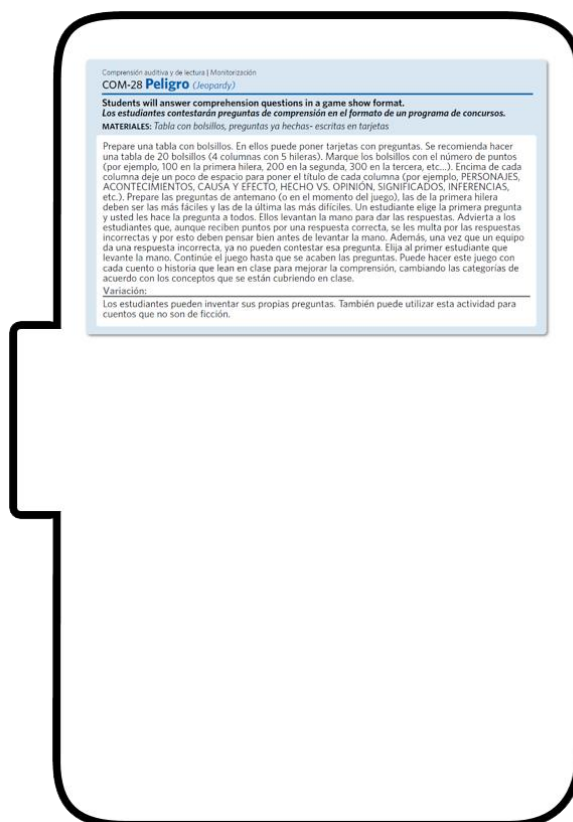 Comprensión auditiva y de lectura | Monitorización
COM-28 Peligro (Jeopardy)
Students will answer comprehension questions in a game show format.
Los estudiantes contestarán preguntas de comprensión en el formato de un programa de concursos.
MATERIALES: Tabla con bolsillos, preguntas ya hechas- escritas en tarjetas
Prepare una tabla con bolsillos. En ellos puede poner tarjetas con preguntas. Se recomienda hacer
una tabla de 20 bolsillos (4 columnas con 5 hileras). Marque los bolsillos con el número de puntos
(por ejemplo, 100 en la primera hilera, 200 en la segunda, 300 en la tercera, etc...). Encima de cada
columna deje un poco de espacio para poner el título de cada columna (por ejemplo, PERSONAJES,
ACONTECIMIENTOS, CAUSA Y EFECTO, HECHO VS. OPINIÓN, SIGNIFICADOS, INFERENCIAS,
etc.). Prepare las preguntas de antemano (o en el momento del juego), las de la primera hilera
deben ser las más fáciles y las de la última las más difíciles. Un estudiante elige la primera pregunta
y usted les hace la pregunta a todos. Ellos levantan la mano para dar las respuestas. Advierta a los
estudiantes que, aunque reciben puntos por una respuesta correcta, se les multa por las respuestas
incorrectas y por esto deben pensar bien antes de levantar la mano. Además, una vez que un equipo
da una respuesta incorrecta, ya no pueden contestar esa pregunta. Elija al primer estudiante que
levante la mano. Continúe el juego hasta que se acaben las preguntas. Puede hacer este juego con
cada cuento o historia que lean en clase para mejorar la comprensión, cambiando las categorías de
acuerdo con los conceptos que se están cubriendo en clase.
Variación:
Los estudiantes pueden inventar sus propias preguntas. También puede utilizar esta actividad para
cuentos que no son de ficción.